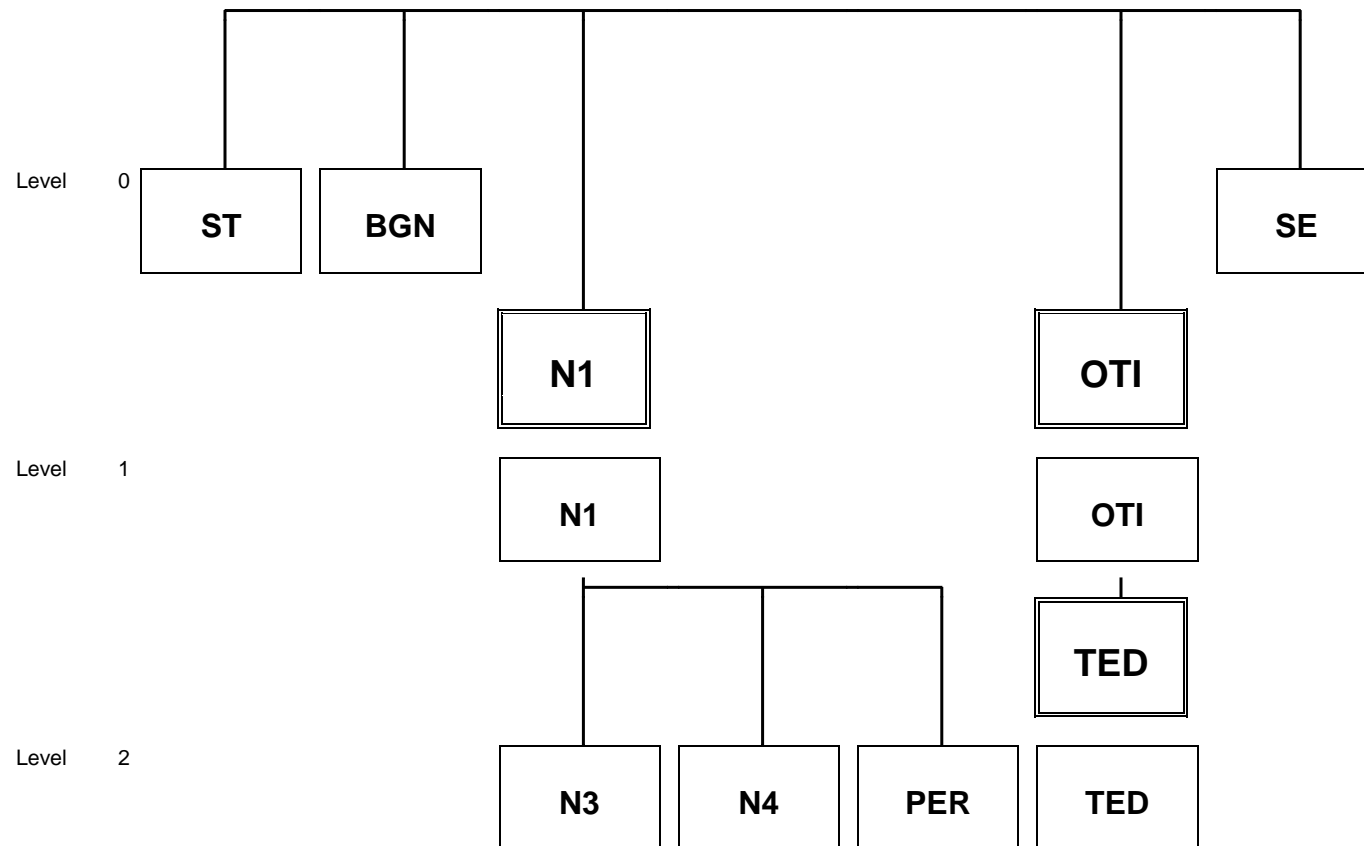 Level 0
ST BGN SE
N1 OTI
Level 1
N1 OTI
TED
Level 2
N3 N4 PER TED